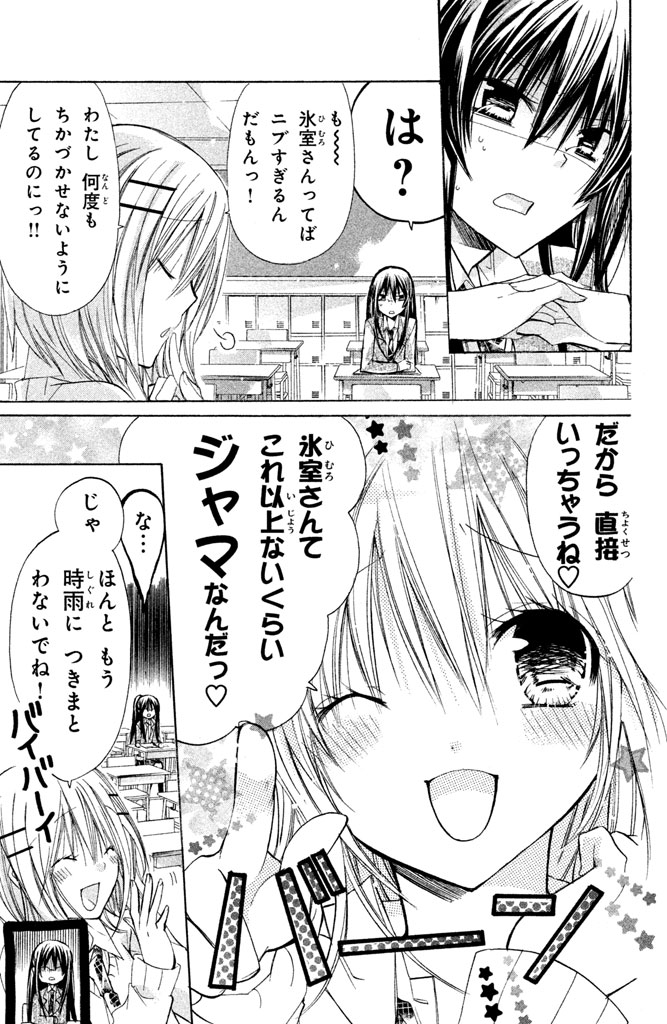 は?
も〜〜
氷室さんってば
ニブすぎるん
だもんっ!
わたし 何度も
ちかづかせないように
してるのにっ!!
だから 直接
いっちゃうね♡
氷室さんて
これ以上ないくらい
ジャマなんだっ♡
バーーン
な…
じゃ
ほんと もう
時雨に つきまと
わないでね!
バイバーイ